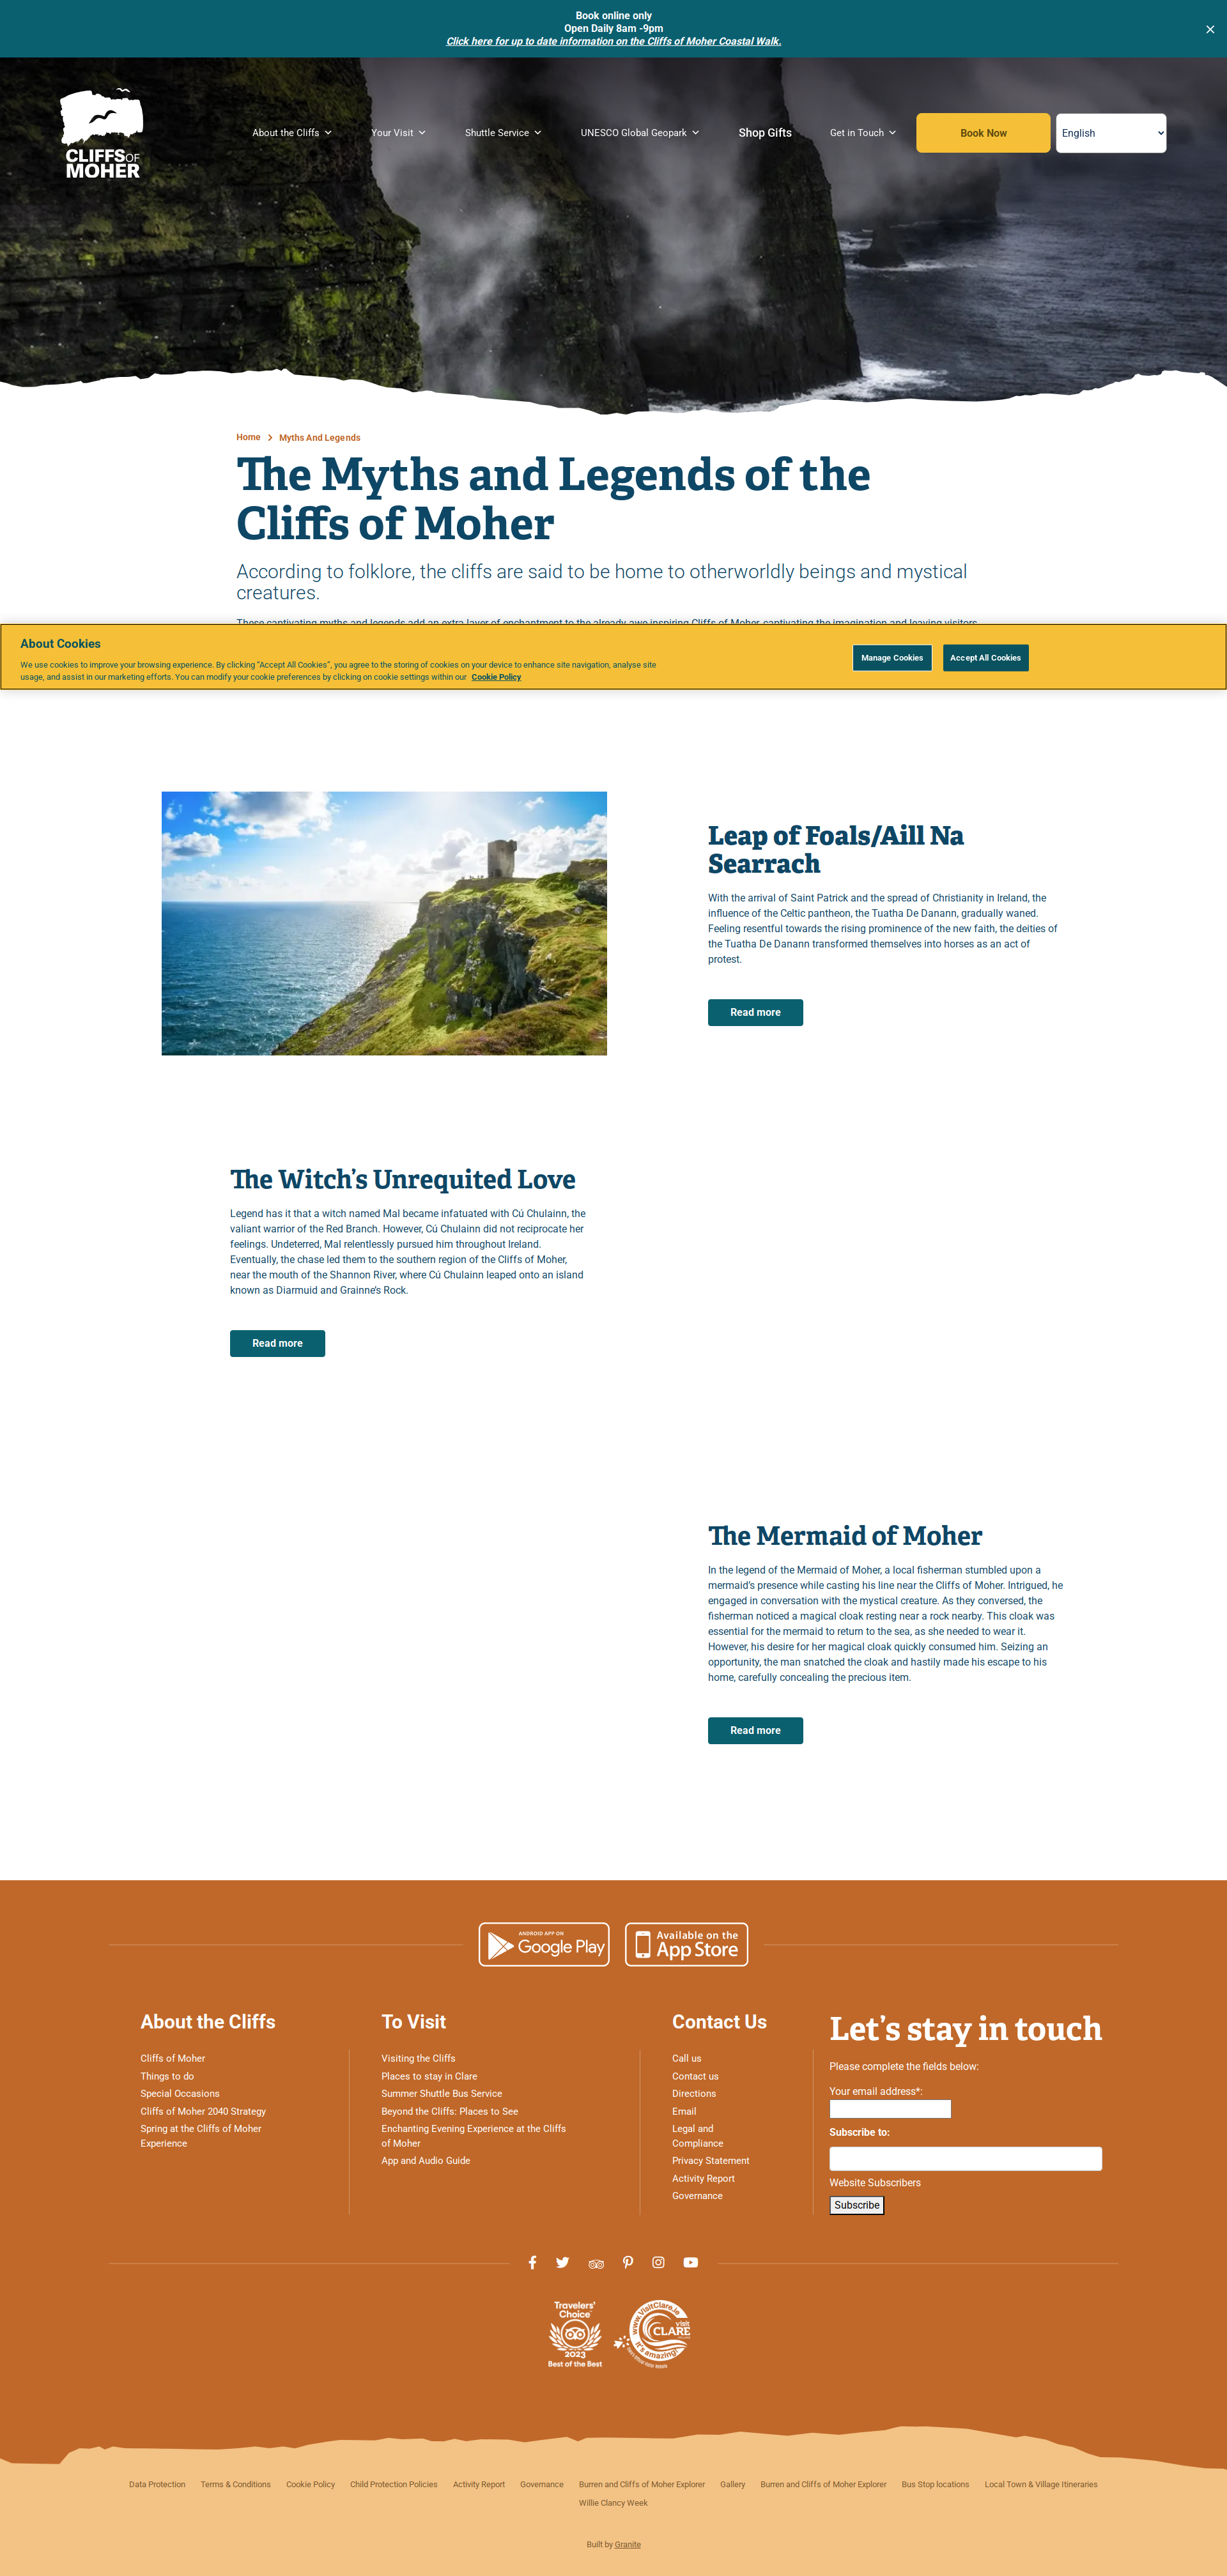 Book online only
Open Daily 8am -9pm
Click here for up to date information on the Cliffs of Moher Coastal Walk.
CLIFFS OF
MOHER
About the Cliffs
Your Visit
Shuttle Service
UNESCO Global Geopark
Shop Gifts
Get in Touch
Book Now
English
Home
Myths And Legends
The Myths and Legends of the
Cliffs of Moher
According to folklore, the cliffs are said to be home to otherworldly beings and mystical
creatures.
These captivating myths and legends add an extra layer of enchantment to the already awe-inspiring Cliffs of Moher, captivating the imagination and leaving visitors
About Cookies
We use cookies to improve your browsing experience. By clicking "Accept All Cookies", you agree to the storing of cookies on your device to enhance site navigation, analyse site
usage, and assist in our marketing efforts. You can modify your cookie preferences by clicking on cookie settings within our Cookie Policy
Manage Cookies
Accept All Cookies
Leap of Foals/Aill Na
Searrach
With the arrival of Saint Patrick and the spread of Christianity in Ireland, the
influence of the Celtic pantheon, the Tuatha De Danann, gradually waned.
Feeling resentful towards the rising prominence of the new faith, the deities of
the Tuatha De Danann transformed themselves into horses as an act of
protest.
Read more
The Witch's Unrequited Love
Legend has it that a witch named Mal became infatuated with Cú Chulainn, the
valiant warrior of the Red Branch. However, Cú Chulainn did not reciprocate her
feelings. Undeterred, Mal relentlessly pursued him throughout Ireland.
Eventually, the chase led them to the southern region of the Cliffs of Moher,
near the mouth of the Shannon River, where Cú Chulainn leaped onto an island
known as Diarmuid and Grainne's Rock.
Read more
The Mermaid of Moher
In the legend of the Mermaid of Moher, a local fisherman stumbled upon a
mermaid's presence while casting his line near the Cliffs of Moher. Intrigued, he
engaged in conversation with the mystical creature. As they conversed, the
fisherman noticed a magical cloak resting near a rock nearby. This cloak was
essential for the mermaid to return to the sea, as she needed to wear it.
However, his desire for her magical cloak quickly consumed him. Seizing an
opportunity, the man snatched the cloak and hastily made his escape to his
home, carefully concealing the precious item.
Read more
ANDROID APP ON
Google Play
Available on the
App Store
About the Cliffs
Cliffs of Moher
Things to do
Special Occasions
Cliffs of Moher 2040 Strategy
Spring at the Cliffs of Moher
Experience
To Visit
Visiting the Cliffs
Places to stay in Clare
Summer Shuttle Bus Service
Beyond the Cliffs: Places to See
Enchanting Evening Experience at the Cliffs
of Moher
App and Audio Guide
Contact Us
Call us
Contact us
Directions
Email
Legal and
Compliance
Privacy Statement
Activity Report
Governance
Let's stay in touch
Please complete the fields below:
Your email address*:
Subscribe to:
Website Subscribers
Subscribe
Travelers'
Choice
2023
Best of the Best
www.VisitClare.ie
visit
CLARE
it's amazing!
Data Protection
Terms & Conditions
Cookie Policy
Child Protection Policies
Activity Report
Governance
Burren and Cliffs of Moher Explorer
Gallery
Burren and Cliffs of Moher Explorer
Bus Stop locations
Local Town & Village Itineraries
Willie Clancy Week
Built by Granite